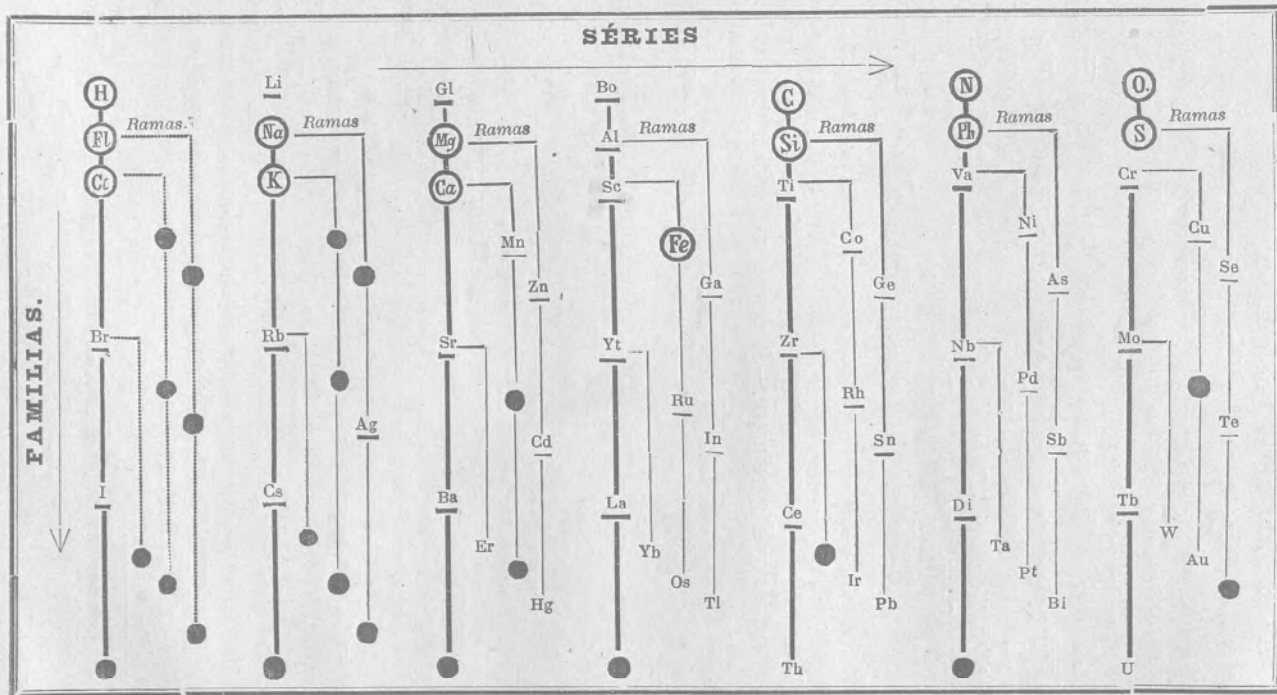 SÉRIES
FAMILIAS.
H
Fl Ramas.
Cl
Br
I
Li
Na Ramas
K
Rb
Ag
Cs
Gl
Mg Ramas
Ca
Mn
Zn
Sr
Cd
Ba
Er
Hg
Bo
Al Ramas
Sc
Fe
Ga
Yt
Ru
In
La
Yb
Os
Tl
C
Si Ramas
Ti
Co
Ge
Zr
Rh
Sn
Ce
Ir
Pb
Th
N
Ph Ramas
Va
Ni
As
Nb
Pd
Sb
Di
Ta
Pt
Bi
O.
S Ramas
Cr
Cu
Se
Mo
Te
Tb
W
Au
U